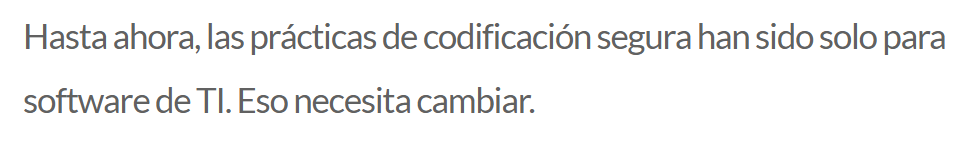 Hasta ahora, las prácticas de codificación segura han sido solo para
software de TI. Eso necesita cambiar.